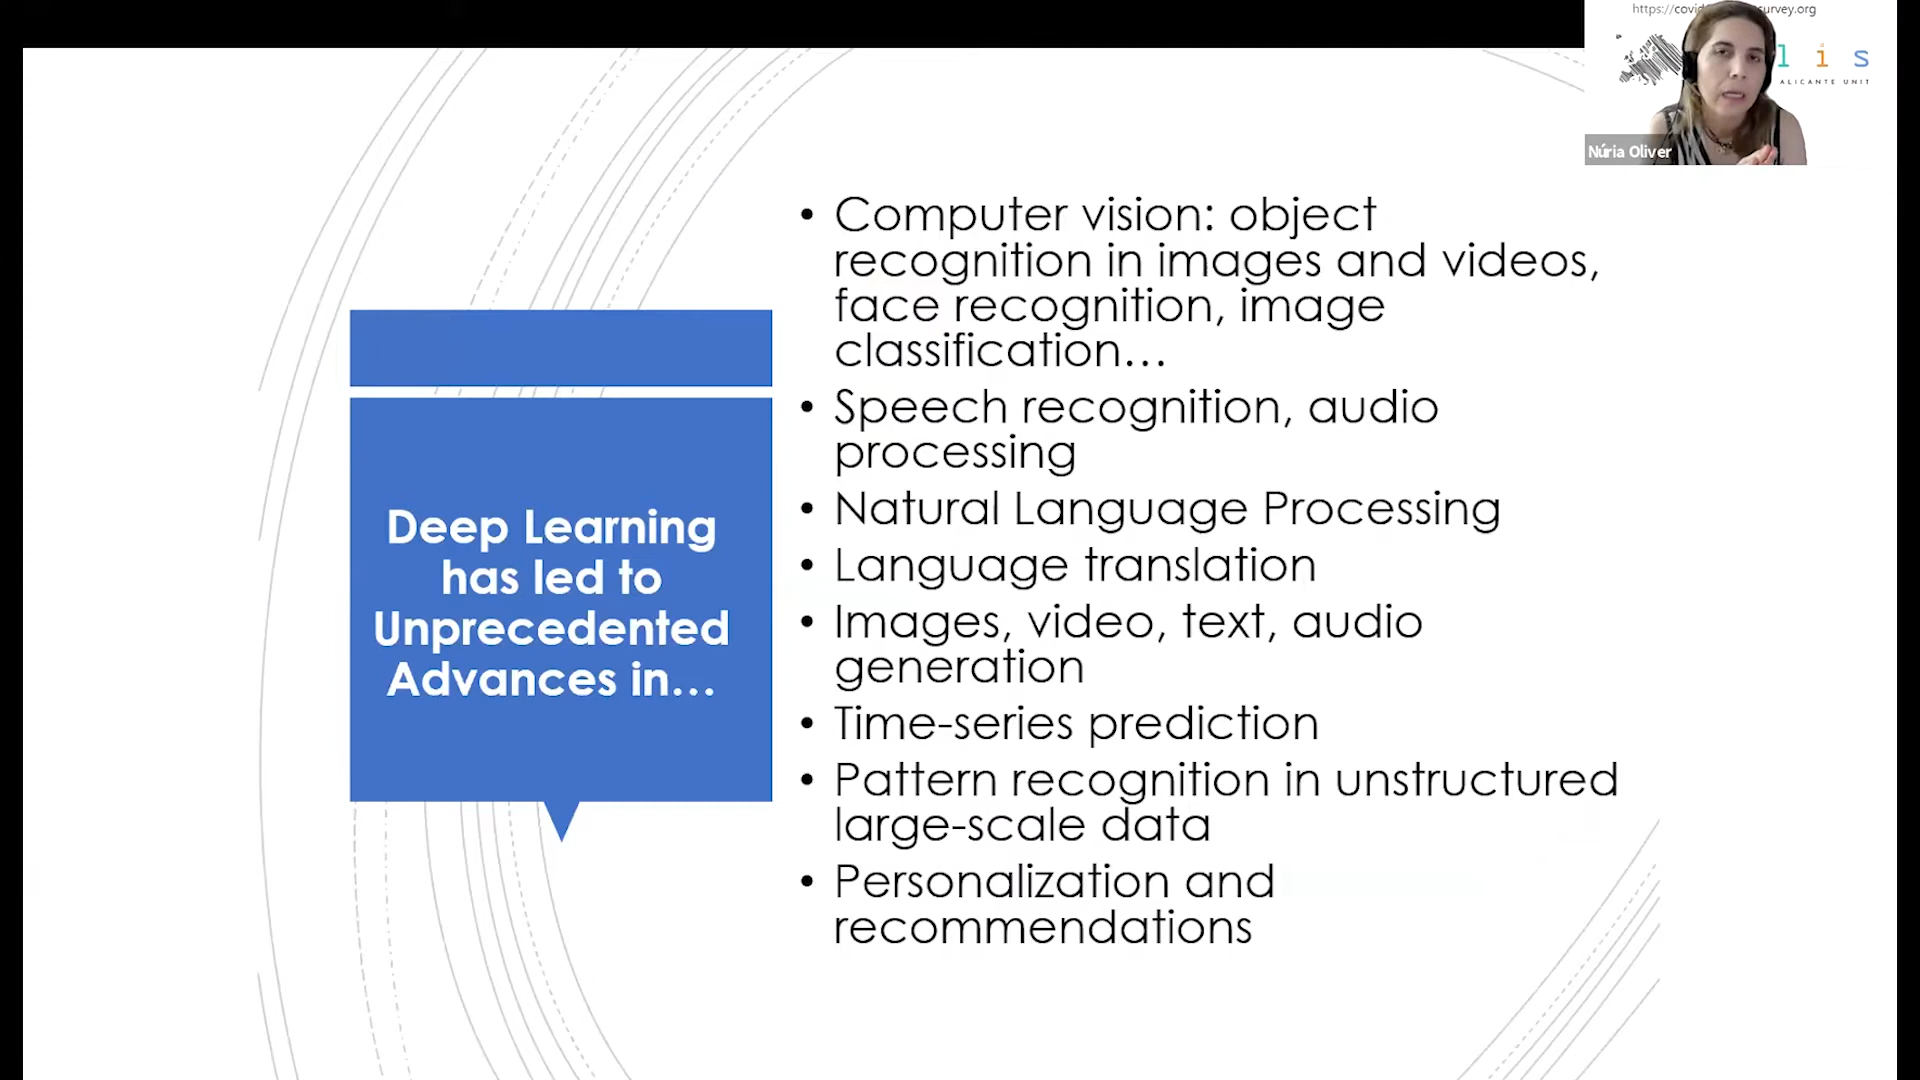 https://covid survey.org
l i s
ALICANTE UNIT
Núria Oliver
Deep Learning
has led to
Unprecedented
Advances in…
• Computer vision: object
recognition in images and videos,
face recognition, image
classification…
• Speech recognition, audio
processing
• Natural Language Processing
• Language translation
• Images, video, text, audio
generation
• Time-series prediction
• Pattern recognition in unstructured
large-scale data
• Personalization and
recommendations